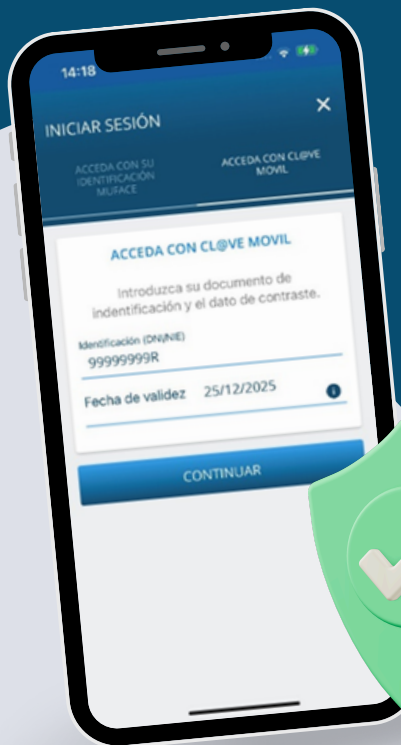 14:18
INICIAR SESIÓN
×
ACCEDA CON SU
IDENTIFICACIÓN
MUFACE
ACCEDA CON CL@VE
MOVIL
ACCEDA CON CL@VE MOVIL
Introduzca su documento de
indentificación y el dato de contraste.
Identificación (DNI/NIE)
99999999R
Fecha de validez 25/12/2025
CONTINUAR